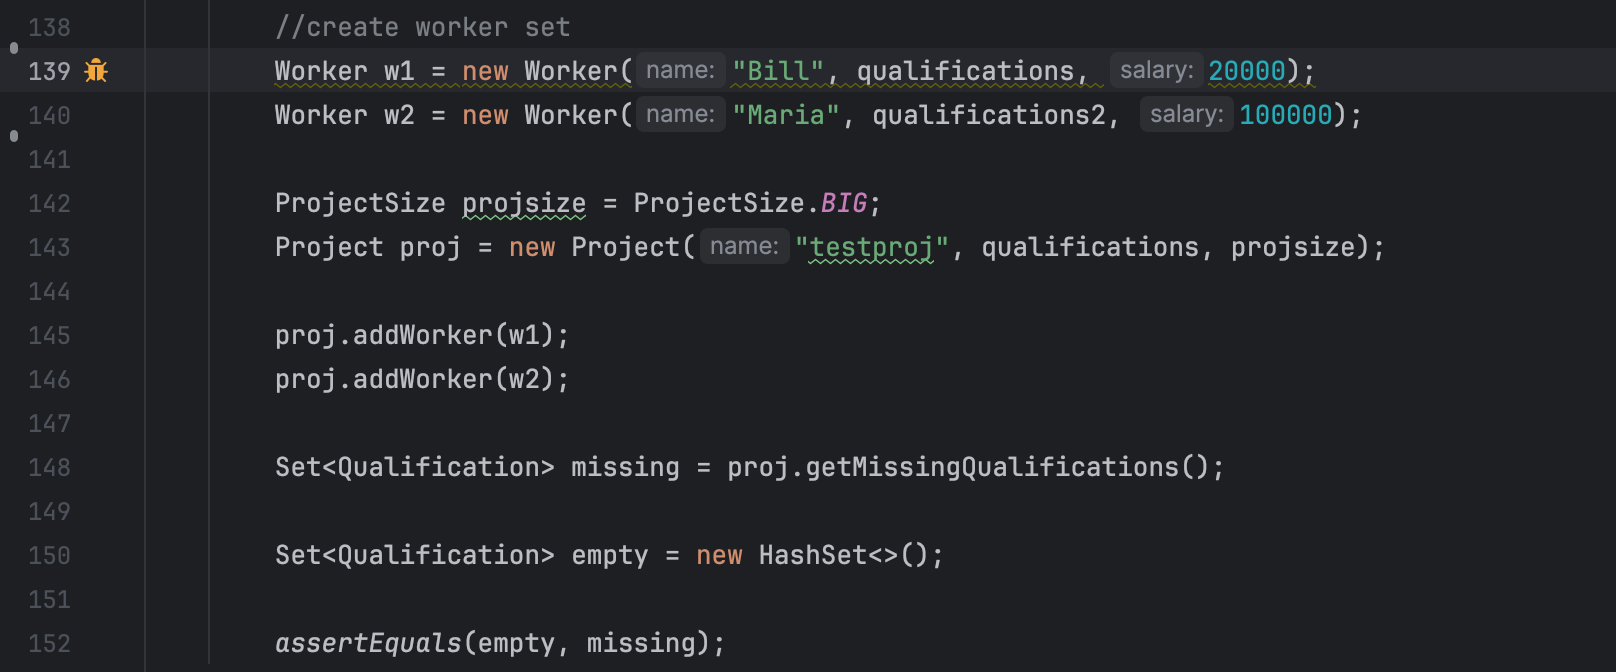 138 //create worker set
139 Worker w1 = new Worker( name: "Bill", qualifications, salary: 20000);
140 Worker w2 = new Worker( name: "Maria", qualifications2, salary: 100000);
141
142 ProjectSize projsize = ProjectSize.BIG;
143 Project proj = new Project( name: "testproj", qualifications, projsize);
144
145 proj.addWorker(w1);
146 proj.addWorker(w2);
147
148 Set<Qualification> missing = proj.getMissingQualifications();
149
150 Set<Qualification> empty = new HashSet<>();
151
152 assertEquals(empty, missing);